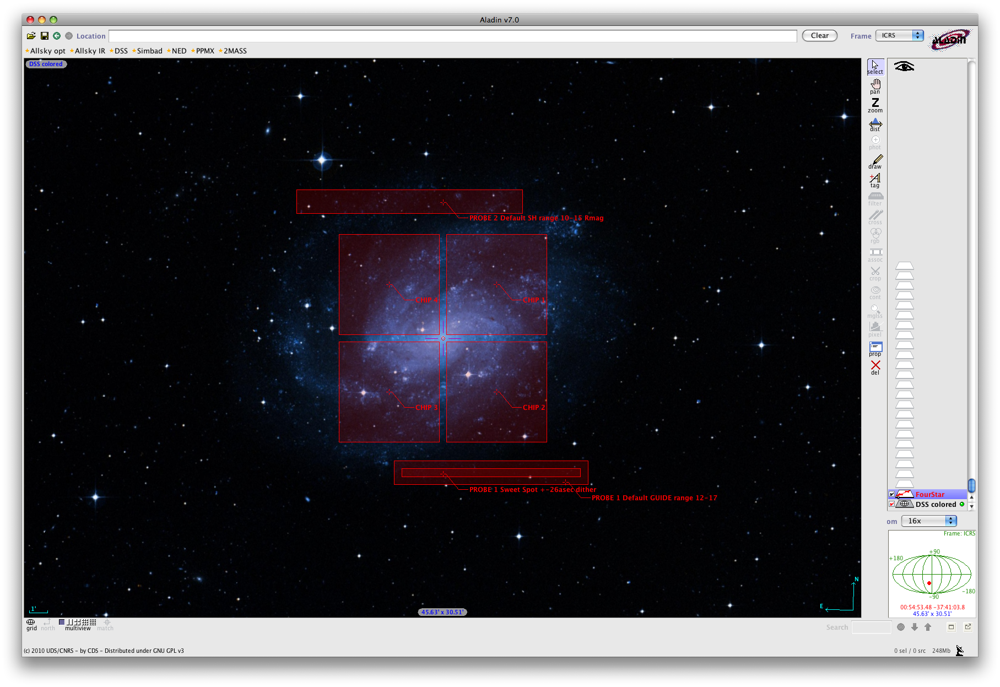 Aladin v7.0
Location Clear Frame ICRS
ALADIN
Allsky opt Allsky IR DSS Simbad NED PPMX 2MASS
DSS colored
select
pan
Z
zoom
dist
phot
draw
A
tag
filter
cross
rgb
assoc
crop
cont
mglss
pixel
prop
del
PROBE 2 Default SH range 10-15 Rmag
CHIP 4
CHIP 1
CHIP 3
CHIP 2
PROBE 1 Sweet Spot +-26asec dither
PROBE 1 Default GUIDE range 12-17
FourStar
DSS colored
om 16x
Frame: ICRS
+90
+180
-180
-90
00:54:53.48 -37:41:03.8
45.63' x 30.51'
N
E
1'
45.63' x 30.51'
grid north multiview match
Search
(c) 2010 UDS/CNRS - by CDS - Distributed under GNU GPL v3
0 sel / 0 src 248Mb